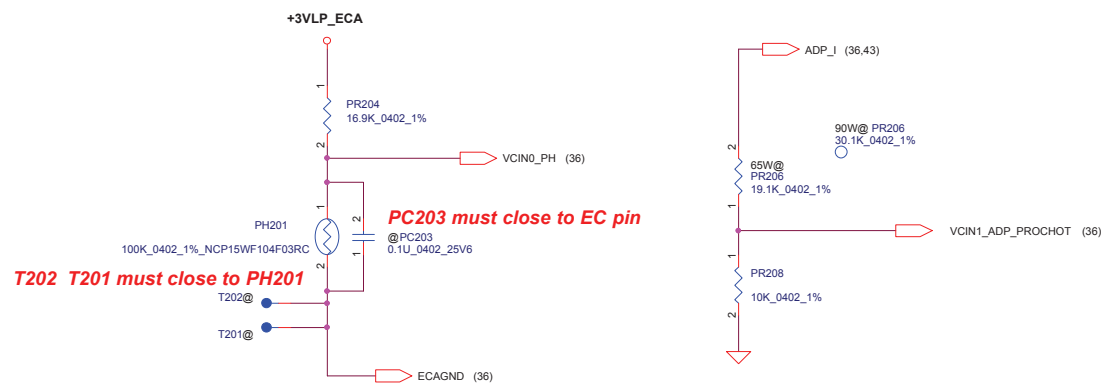 +3VLP_ECA
1
PR204
16.9K_0402_1%
2
VCIN0_PH (36)
1
PH201
100K_0402_1%_NCP15WF104F03RC
2
2
@PC203
0.1U_0402_25V6
1
PC203 must close to EC pin
T202 T201 must close to PH201
T202@
T201@
ECAGND (36)
ADP_I (36,43)
90W@ PR206
30.1K_0402_1%
2
65W@
PR206
19.1K_0402_1%
1
VCIN1_ADP_PROCHOT (36)
1
PR208
10K_0402_1%
2